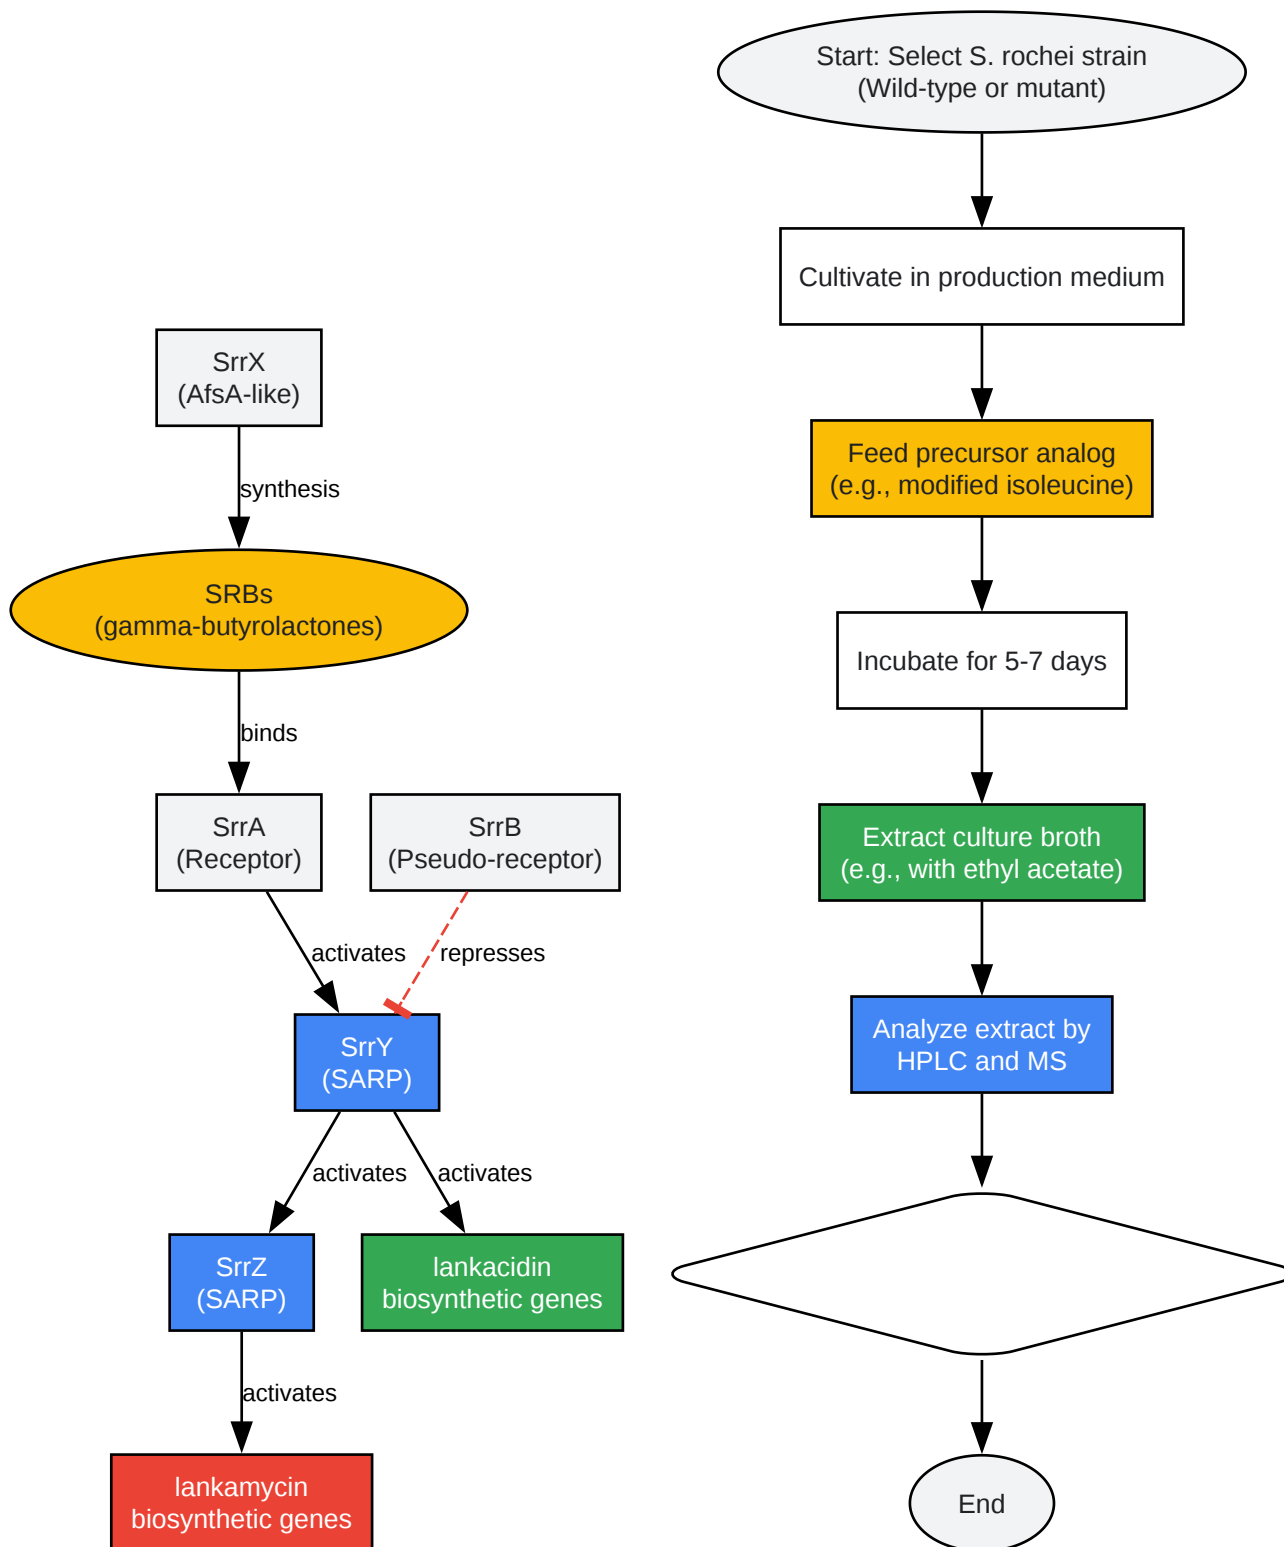 SrrX
(AfsA-like)
synthesis
SRBs
(gamma-butyrolactones)
binds
SrrA
(Receptor)
SrrB
(Pseudo-receptor)
activates
represses
SrrY
(SARP)
activates
activates
SrrZ
(SARP)
lankacidin
biosynthetic genes
activates
lankamycin
biosynthetic genes
Start: Select S. rochei strain
(Wild-type or mutant)
Cultivate in production medium
Feed precursor analog
(e.g., modified isoleucine)
Incubate for 5-7 days
Extract culture broth
(e.g., with ethyl acetate)
Analyze extract by
HPLC and MS
End